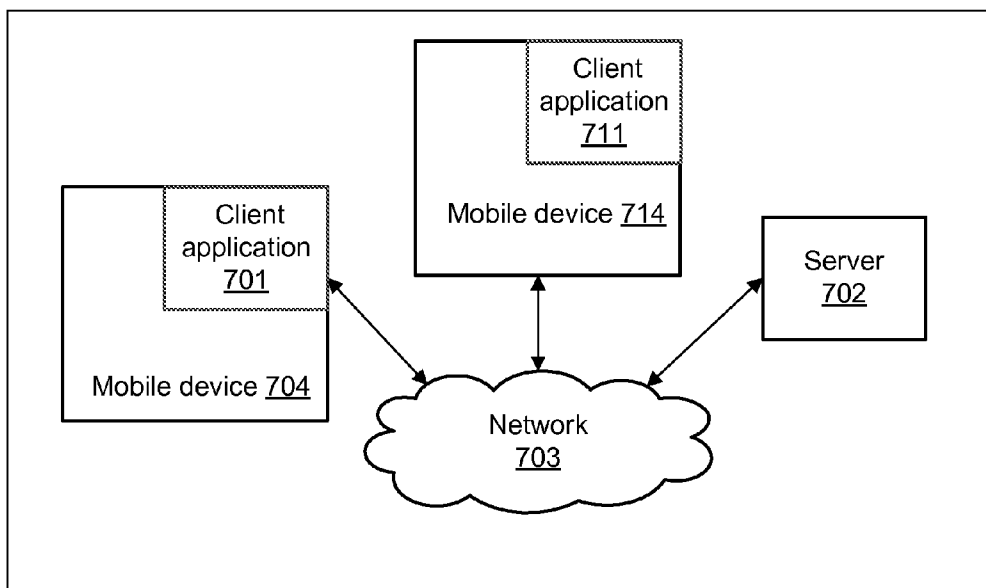 Client
application
711
Mobile device 714
Client
application
701
Mobile device 704
Server
702
Network
703